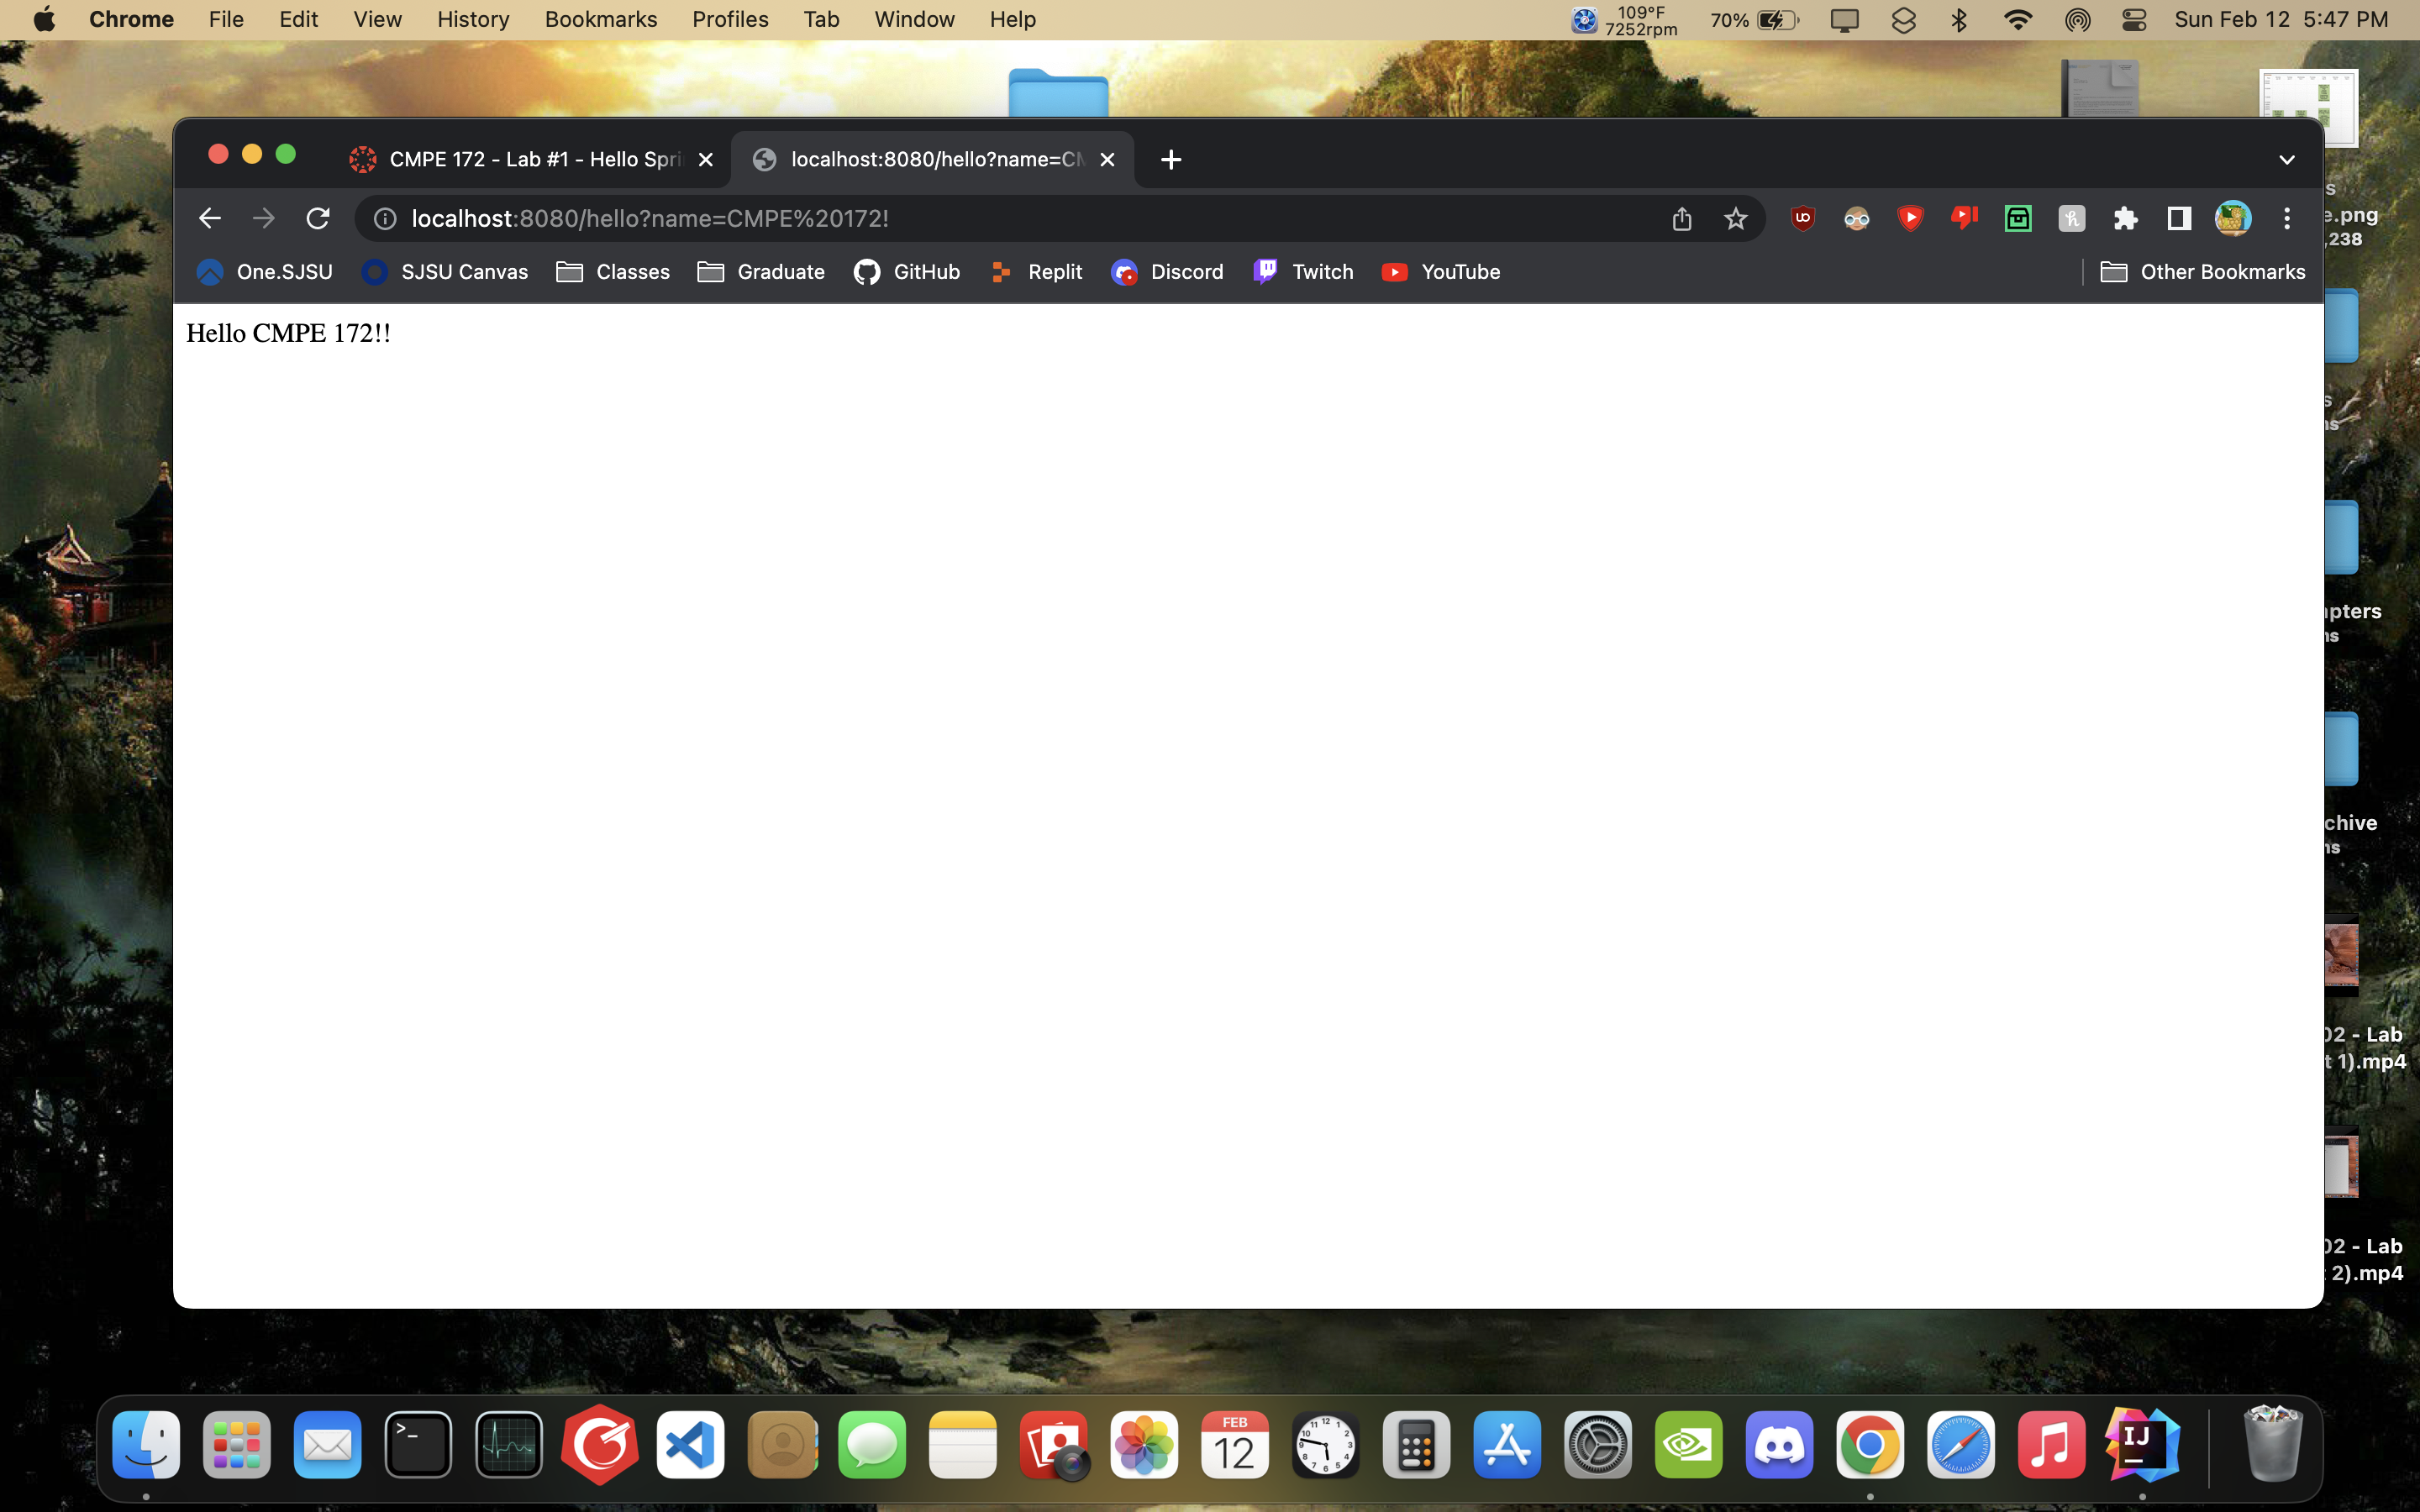 Chrome File Edit View History Bookmarks Profiles Tab Window Help 109°F 7252rpm 70% Sun Feb 12 5:47 PM
CMPE 172 - Lab #1 - Hello Spri localhost:8080/hello?name=CM
localhost:8080/hello?name=CMPE%20172!
One.SJSU SJSU Canvas Classes Graduate GitHub Replit Discord Twitch YouTube Other Bookmarks
Hello CMPE 172!!
s
e.png
,238
s
ns
apters
ns
chive
ns
02 - Lab
t 1).mp4
02 - Lab
t 2).mp4
FEB
12
IJ